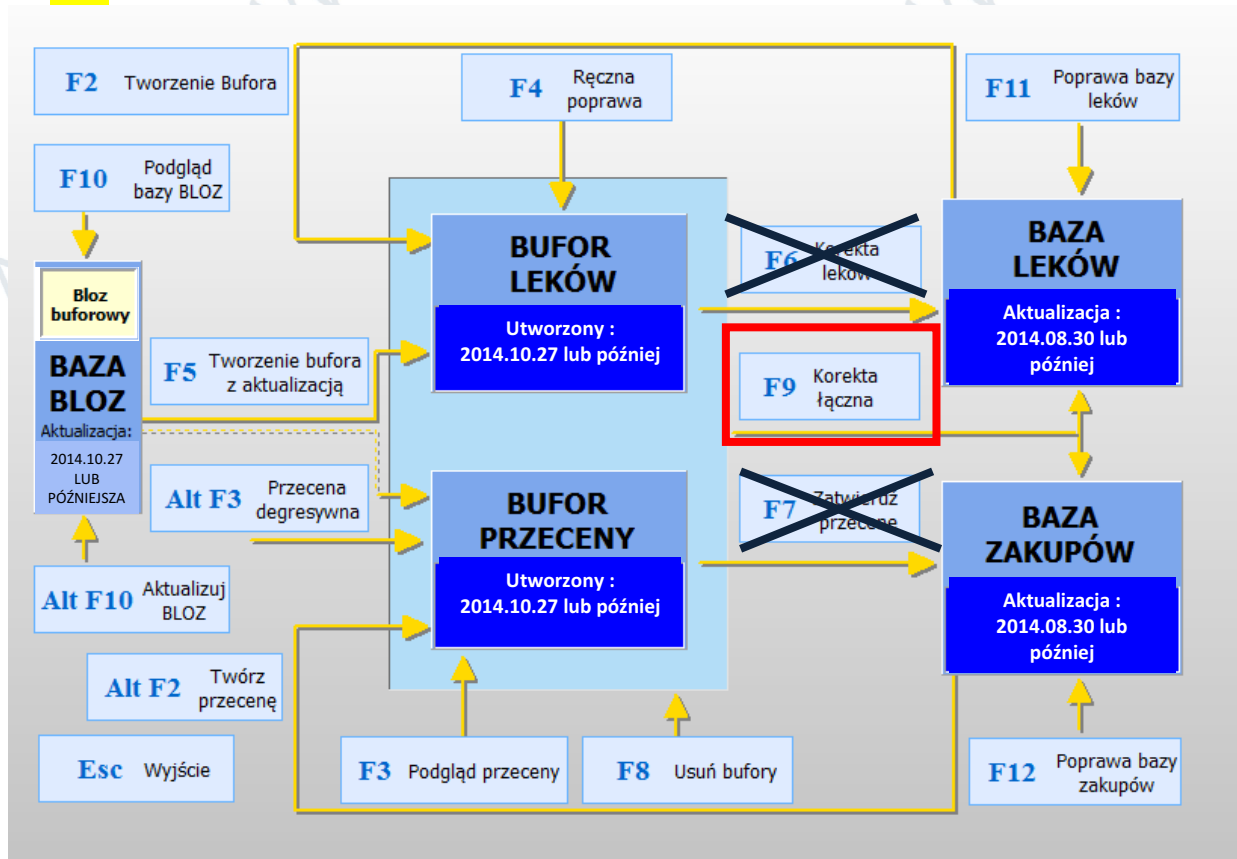 F2 Tworzenie Bufora
F4 Ręczna
poprawa
F11 Poprawa bazy
leków
F10 Podgląd
bazy BLOZ
BUFOR
LEKÓW
Utworzony :
2014.10.27 lub później
F6 Korekta
leków
BAZA
LEKÓW
Aktualizacja :
2014.08.30 lub
później
Bloz
buforowy
BAZA
BLOZ
Aktualizacja:
2014.10.27
LUB
PÓŹNIEJSZA
F5 Tworzenie bufora
z aktualizacją
F9 Korekta
łączna
Alt F3 Przecena
degresywna
BUFOR
PRZECENY
Utworzony :
2014.10.27 lub później
F7 Zatwierdź
przecenę
BAZA
ZAKUPÓW
Aktualizacja :
2014.08.30 lub
później
Alt F10 Aktualizuj
BLOZ
Alt F2 Twórz
przecenę
Esc Wyjście
F3 Podgląd przeceny
F8 Usuń bufory
F12 Poprawa bazy
zakupów